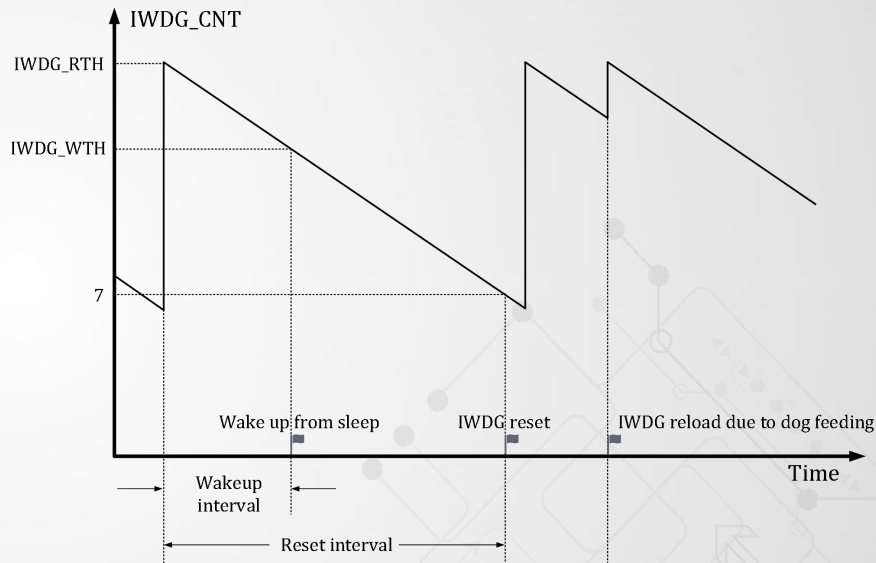 IWDG_CNT
IWDG_RTH
IWDG_WTH
7
Wake up from sleep
IWDG reset
IWDG reload due to dog feeding
Time
Wakeup
interval
Reset interval